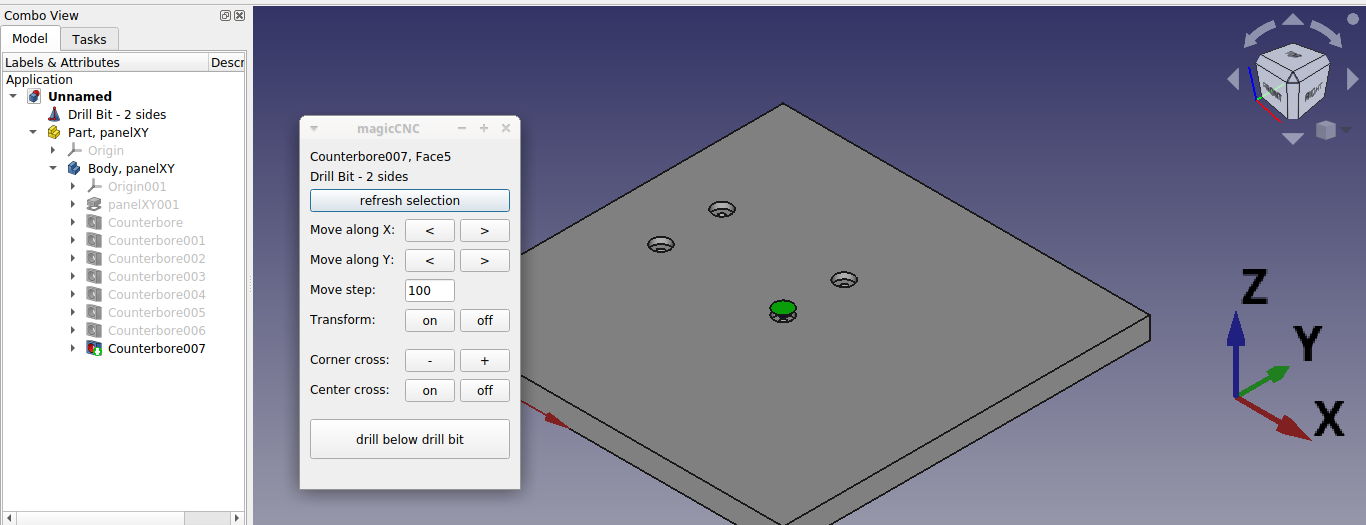 Combo View
Model
Tasks
Labels & Attributes
Descr
Application
Unnamed
Drill Bit - 2 sides
Part, panelXY
Origin
Body, panelXY
Origin001
panelXY001
Counterbore
Counterbore001
Counterbore002
Counterbore003
Counterbore004
Counterbore005
Counterbore006
Counterbore007
magicCNC
Counterbore007, Face5
Drill Bit - 2 sides
refresh selection
Move along X: < >
Move along Y: < >
Move step: 100
Transform: on off
Corner cross: - +
Center cross: on off
drill below drill bit
FRONT
RIGHT
Z
Y
X